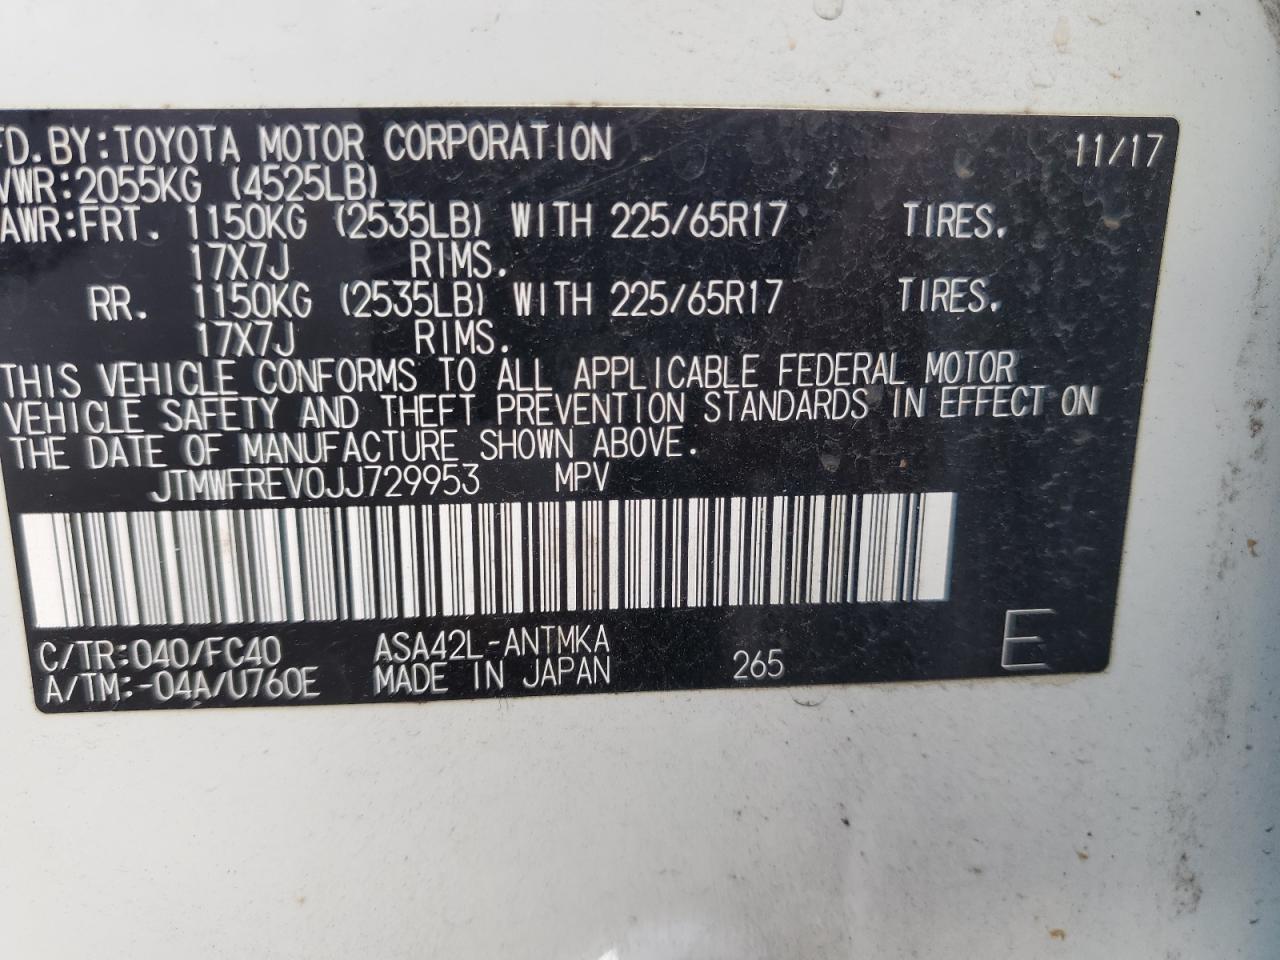 FD.BY:TOYOTA MOTOR CORPORATION 11/17
VWR:2055KG (4525LB)
AWR:FRT. 1150KG (2535LB) WITH 225/65R17 TIRES.
17X7J RIMS.
RR. 1150KG (2535LB) WITH 225/65R17 TIRES.
17X7J RIMS.
THIS VEHICLE CONFORMS TO ALL APPLICABLE FEDERAL MOTOR
VEHICLE SAFETY AND THEFT PREVENTION STANDARDS IN EFFECT ON
THE DATE OF MANUFACTURE SHOWN ABOVE.
JTMWFREV0JJ729953 MPV
C/TR:040/FC40 ASA42L-ANTMKA
A/TM:-04A/U760E MADE IN JAPAN 265 E